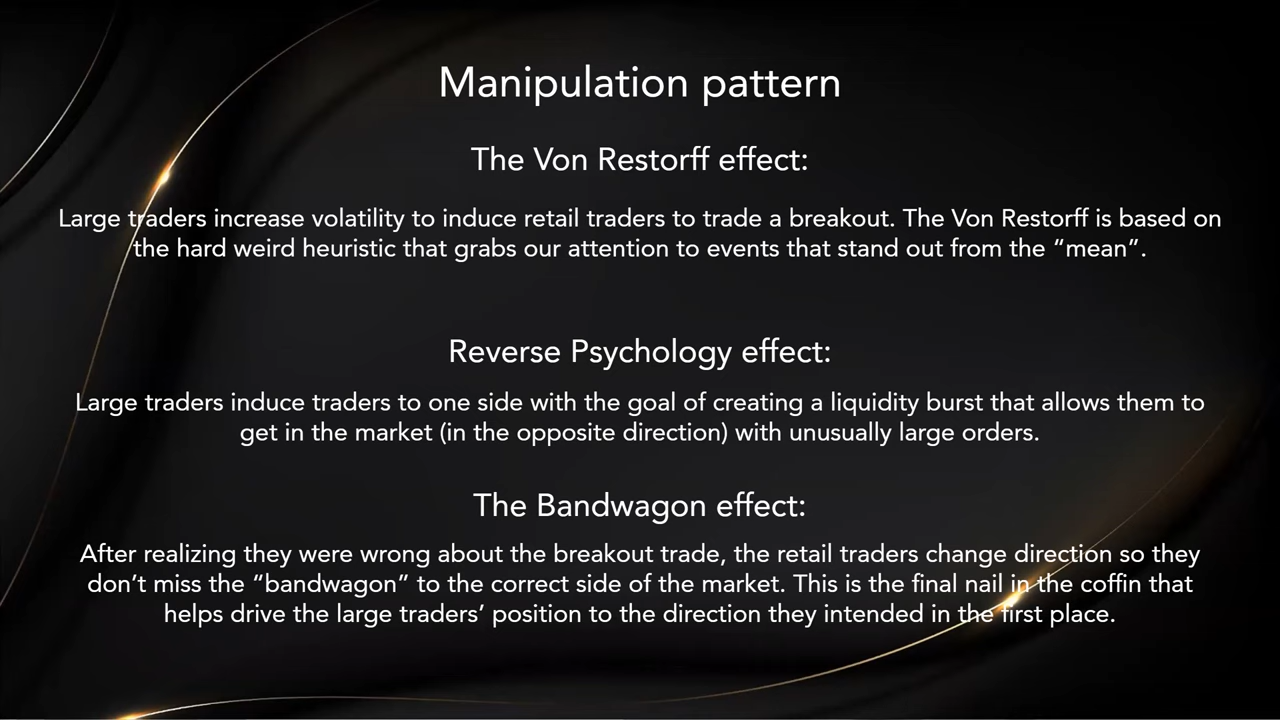 Manipulation pattern
The Von Restorff effect:
Large traders increase volatility to induce retail traders to trade a breakout. The Von Restorff is based on
the hard weird heuristic that grabs our attention to events that stand out from the “mean”.
Reverse Psychology effect:
Large traders induce traders to one side with the goal of creating a liquidity burst that allows them to
get in the market (in the opposite direction) with unusually large orders.
The Bandwagon effect:
After realizing they were wrong about the breakout trade, the retail traders change direction so they
don’t miss the “bandwagon” to the correct side of the market. This is the final nail in the coffin that
helps drive the large traders’ position to the direction they intended in the first place.